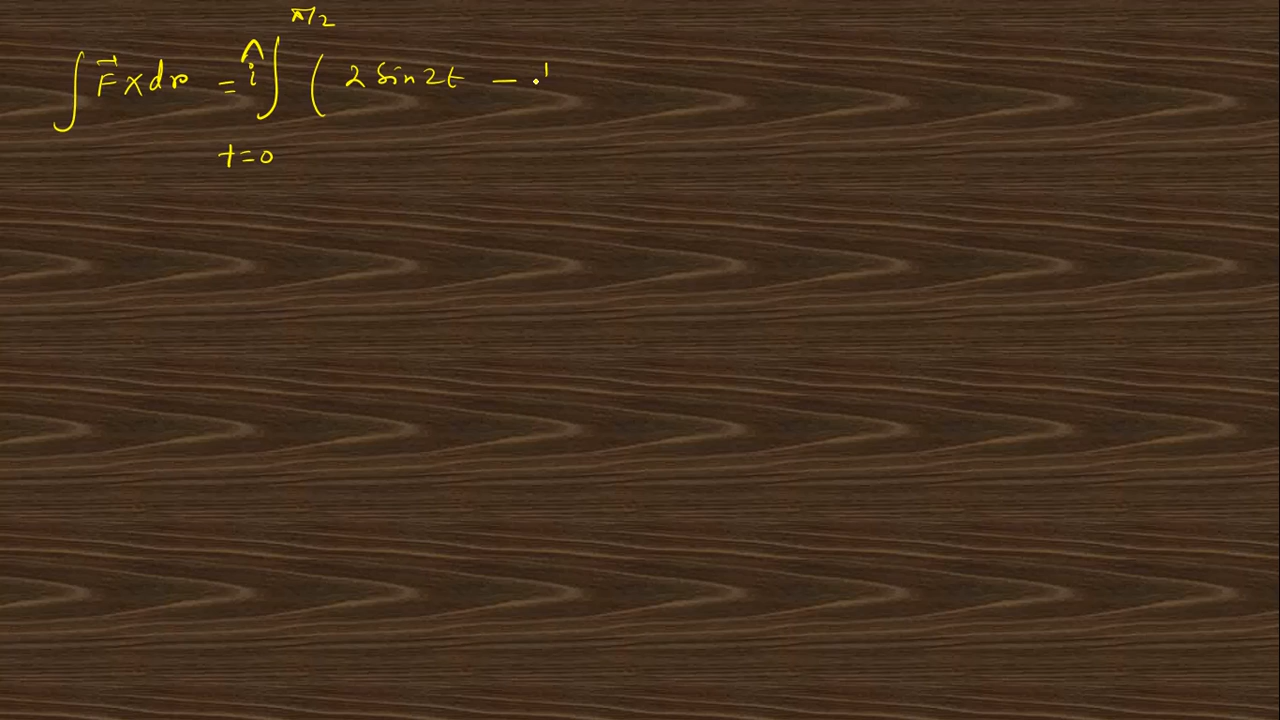 π/2
∫ F⃗ x dr = î ∫ ( 2 sin 2t -
t=0